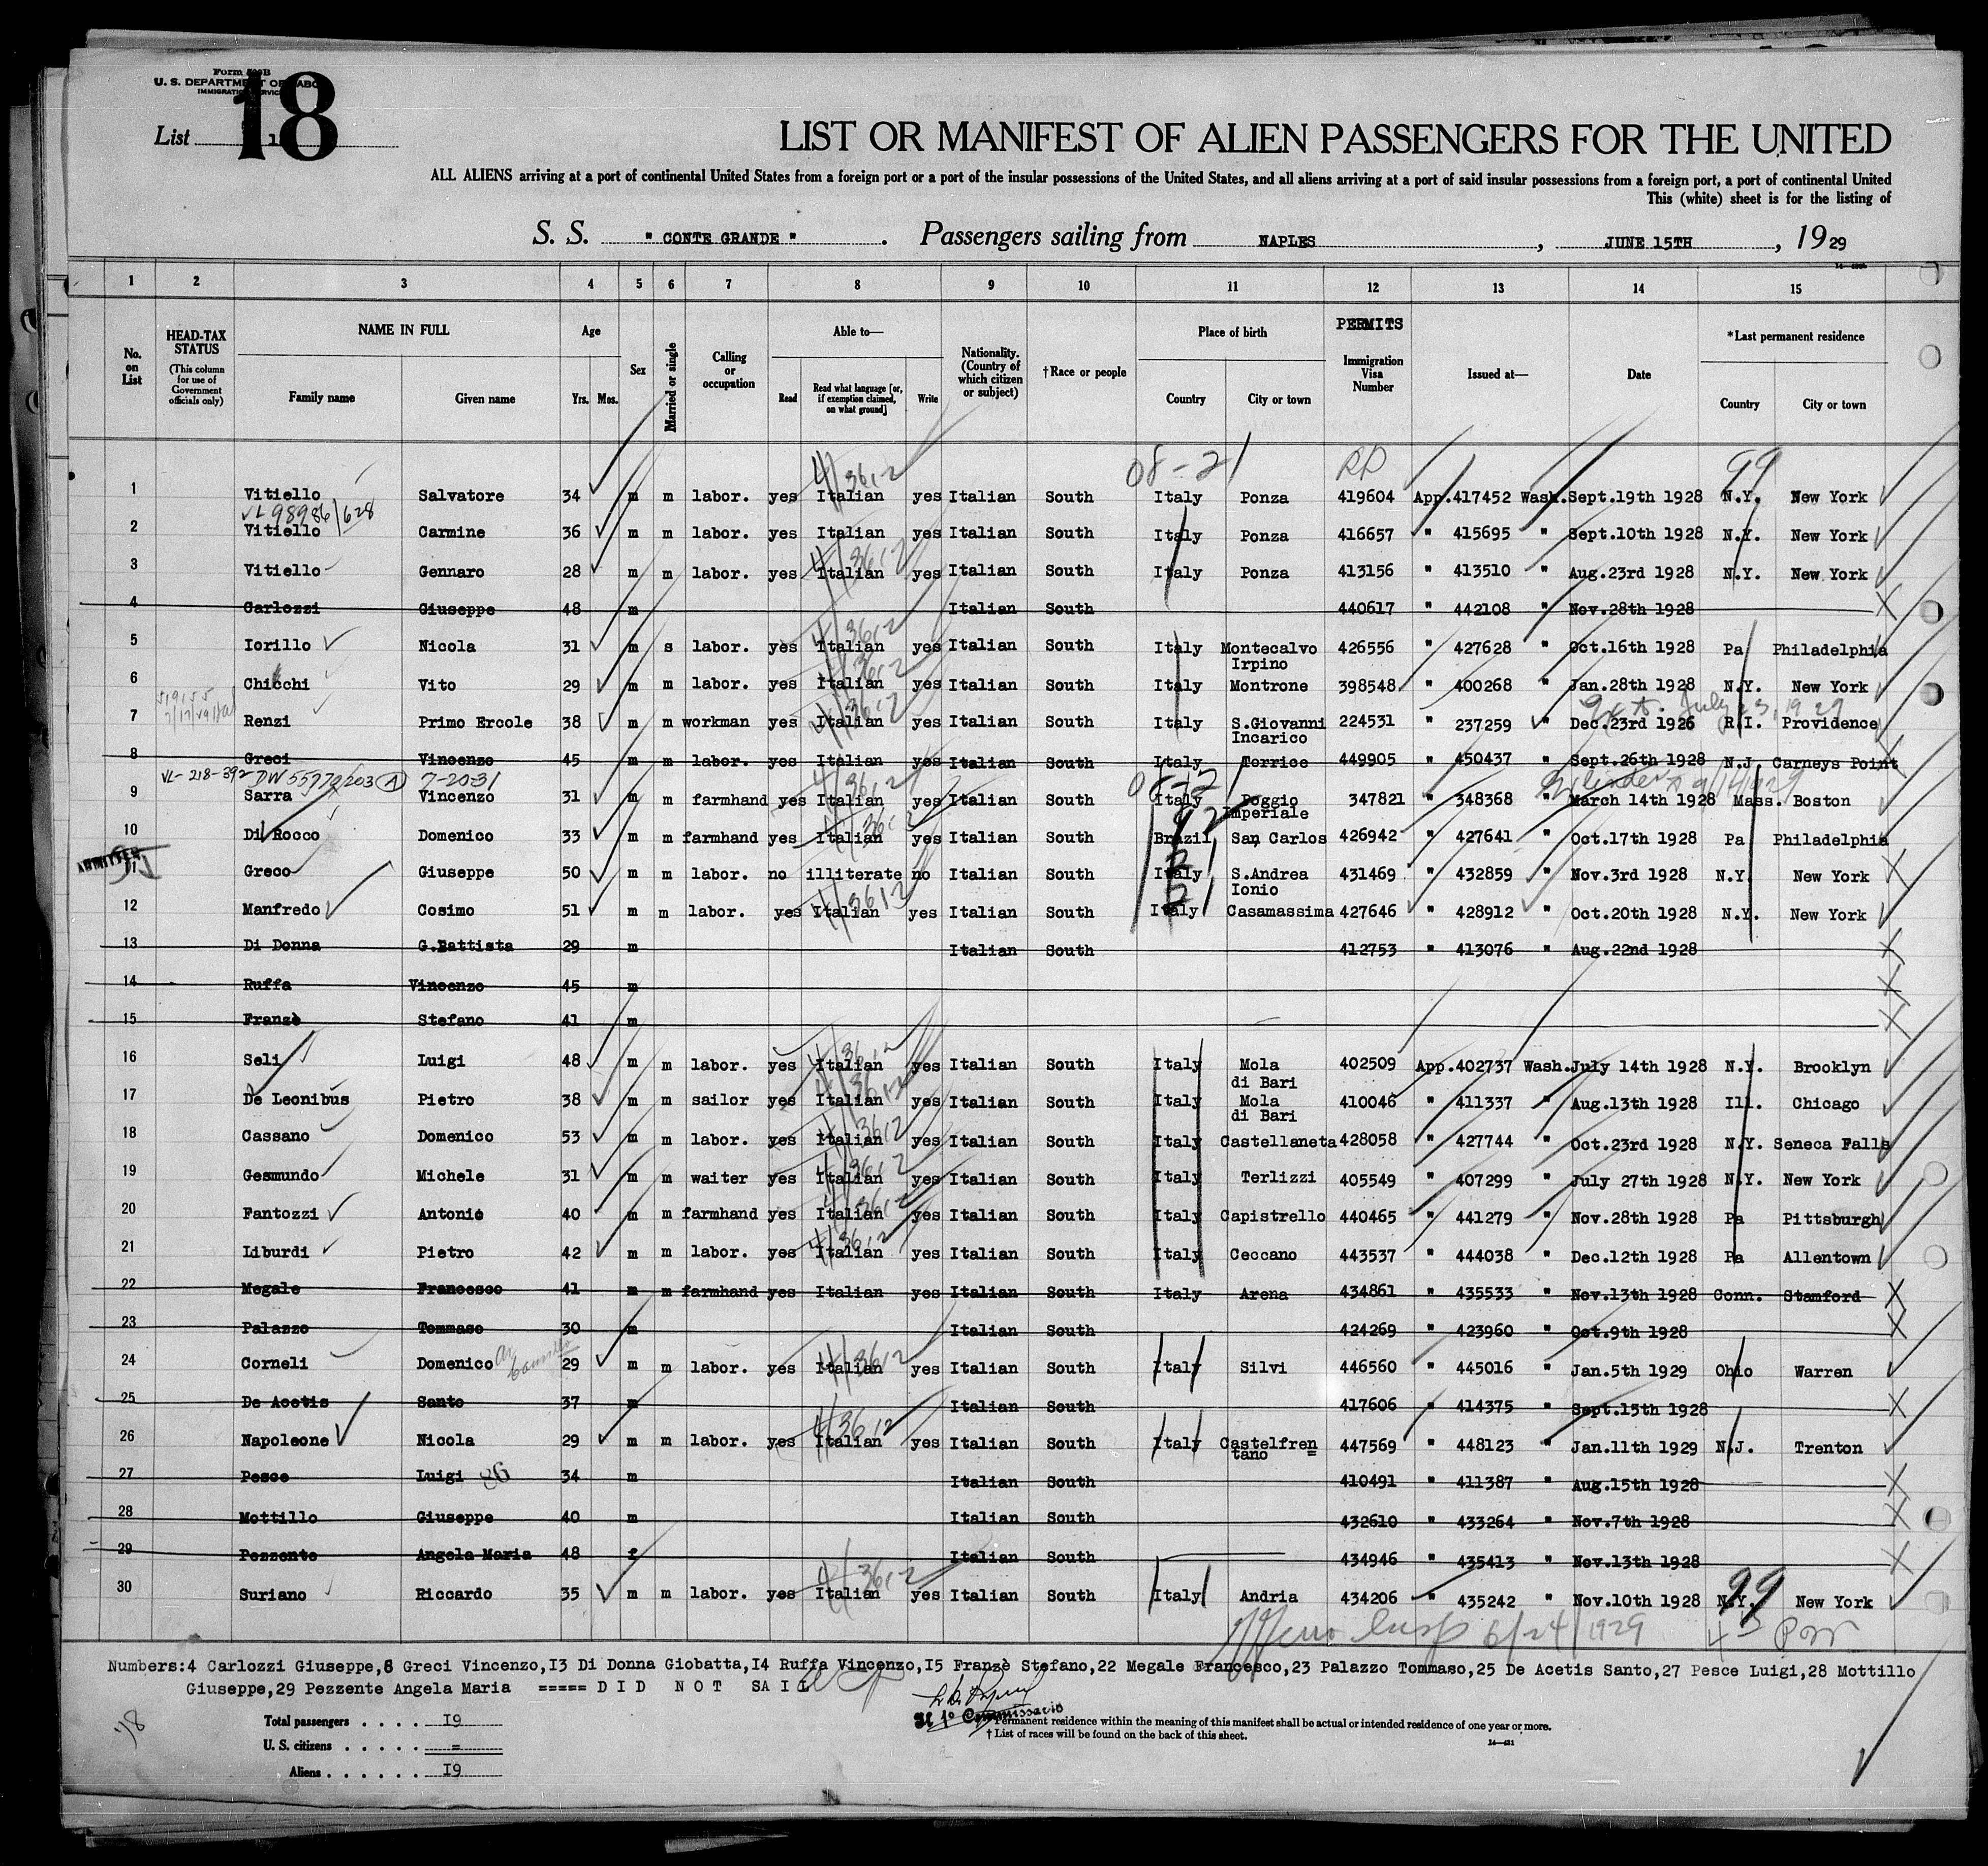 Form 500B
U. S. DEPARTMENT OF LABOR
IMMIGRATION SERVICE
18
List 1
LIST OR MANIFEST OF ALIEN PASSENGERS FOR THE UNITED
ALL ALIENS arriving at a port of continental United States from a foreign port or a port of the insular possessions of the United States, and all aliens arriving at a port of said insular possessions from a foreign port, a port of continental United
This (white) sheet is for the listing of
S. S. " CONTE GRANDE " . Passengers sailing from NAPLES , JUNE 15TH , 1929
1 2 3 4 5 6 7 8 9 10 11 12 13 14 15
No. on List
HEAD-TAX STATUS (This column for use of Government officials only)
NAME IN FULL Family name Given name
Age Yrs. Mos.
Sex
Married or single
Calling or occupation
Able to— Read Read what language [or, if exemption claimed, on what ground] Write
Nationality. (Country of which citizen or subject)
†Race or people
Place of birth Country City or town
PERMITS Immigration Visa Number
Issued at—
Date
*Last permanent residence Country City or town
08-21 RP 99
1 Vitiello Salvatore 34 m m labor. yes Italian yes Italian South Italy Ponza 419604 App.417452 Wash. Sept.19th 1928 N.Y. New York
VL 98986/628
2 Vitiello Carmine 36 m m labor. yes Italian yes Italian South Italy Ponza 416657 " 415695 " Sept.10th 1928 N.Y. New York
3 Vitiello Gennaro 28 m m labor. yes Italian yes Italian South Italy Ponza 413156 " 413510 " Aug.23rd 1928 N.Y. New York
4 Carlozzi Giuseppe 48 m Italian South 440617 " 442108 " Nov.28th 1928
5 Iorillo Nicola 31 m s labor. yes Italian yes Italian South Italy Montecalvo Irpino 426556 " 427628 " Oct.16th 1928 Pa Philadelphia
6 Chicchi Vito 29 m m labor. yes Italian yes Italian South Italy Montrone 398548 " 400268 " Jan.28th 1928 N.Y. New York
Ext. July 23, 1929
7 Renzi Primo Ercole 38 m m workman yes Italian yes Italian South Italy S.Giovanni Incarico 224531 " 237259 " Dec.23rd 1926 R.I. Providence
8 Greci Vincenzo 45 m m labor. yes Italian yes Italian South Italy Torrice 449905 " 450437 " Sept.26th 1928 N.J. Carneys Point
VL-218-392 7-2031
9 Sarra Vincenzo 31 m m farmhand yes Italian yes Italian South Italy Poggio Imperiale 347821 " 348368 " March 14th 1928 Mass. Boston
10 Di Rocco Domenico 33 m m farmhand yes Italian yes Italian South Brazil San Carlos 426942 " 427641 " Oct.17th 1928 Pa Philadelphia
ADMITTED
11 Greco Giuseppe 50 m m labor. no illiterate no Italian South Italy S.Andrea Ionio 431469 " 432859 " Nov.3rd 1928 N.Y. New York
12 Manfredo Cosimo 51 m m labor. yes Italian yes Italian South Italy Casamassima 427646 " 428912 " Oct.20th 1928 N.Y. New York
13 Di Donna G.Battista 29 m Italian South 412753 " 413076 " Aug.22nd 1928
14 Ruffa Vincenzo 45 m
15 Franzè Stefano 41 m
16 Seli Luigi 48 m m labor. yes Italian yes Italian South Italy Mola di Bari 402509 App.402737 Wash. July 14th 1928 N.Y. Brooklyn
17 De Leonibus Pietro 38 m m sailor yes Italian yes Italian South Italy Mola di Bari 410046 " 411337 " Aug.13th 1928 Ill. Chicago
18 Cassano Domenico 53 m m labor. yes Italian yes Italian South Italy Castellaneta 428058 " 427744 " Oct.23rd 1928 N.Y. Seneca Falls
19 Gesmundo Michele 31 m m waiter yes Italian yes Italian South Italy Terlizzi 405549 " 407299 " July 27th 1928 N.Y. New York
20 Fantozzi Antonio 40 m m farmhand yes Italian yes Italian South Italy Capistrello 440465 " 441279 " Nov.28th 1928 Pa Pittsburgh
21 Liburdi Pietro 42 m m labor. yes Italian yes Italian South Italy Ceccano 443537 " 444038 " Dec.12th 1928 Pa Allentown
22 Megale Francesco 41 m m farmhand yes Italian yes Italian South Italy Arena 434861 " 435533 " Nov.13th 1928 Conn. Stamford
23 Palazzo Tommaso 30 m Italian South 424269 " 423960 " Oct.9th 1928
24 Corneli Domenico 29 m m labor. yes Italian yes Italian South Italy Silvi 446560 " 445016 " Jan.5th 1929 Ohio Warren
25 De Acetis Santo 37 m Italian South 417606 " 414375 " Sept.15th 1928
26 Napoleone Nicola 29 m m labor. yes Italian yes Italian South Italy Castelfren= tano 447569 " 448123 " Jan.11th 1929 N.J. Trenton
27 Pesce Luigi 86 34 m Italian South 410491 " 411387 " Aug.15th 1928
28 Mottillo Giuseppe 40 m Italian South 432610 " 433264 " Nov.7th 1928
29 Pezzente Angela Maria 48 f Italian South 434946 " 435413 " Nov.13th 1928
30 Suriano Riccardo 35 m m labor. yes Italian yes Italian South Italy Andria 434206 " 435242 " Nov.10th 1928 N.Y. New York
99
Insp 6/24/1929
Numbers:4 Carlozzi Giuseppe,8 Greci Vincenzo,I3 Di Donna Giobatta,I4 Ruffa Vincenzo,I5 Franzè Stefano,22 Megale Francesco,23 Palazzo Tommaso,25 De Acetis Santo,27 Pesce Luigi,28 Mottillo
Giuseppe,29 Pezzente Angela Maria ===== D I D N O T SA I L
18
Total passengers . . . . I9
U. S. citizens . . . . . =
Aliens . . . . . . I9
Il 1º Commissario
* Permanent residence within the meaning of this manifest shall be actual or intended residence of one year or more.
† List of races will be found on the back of this sheet.